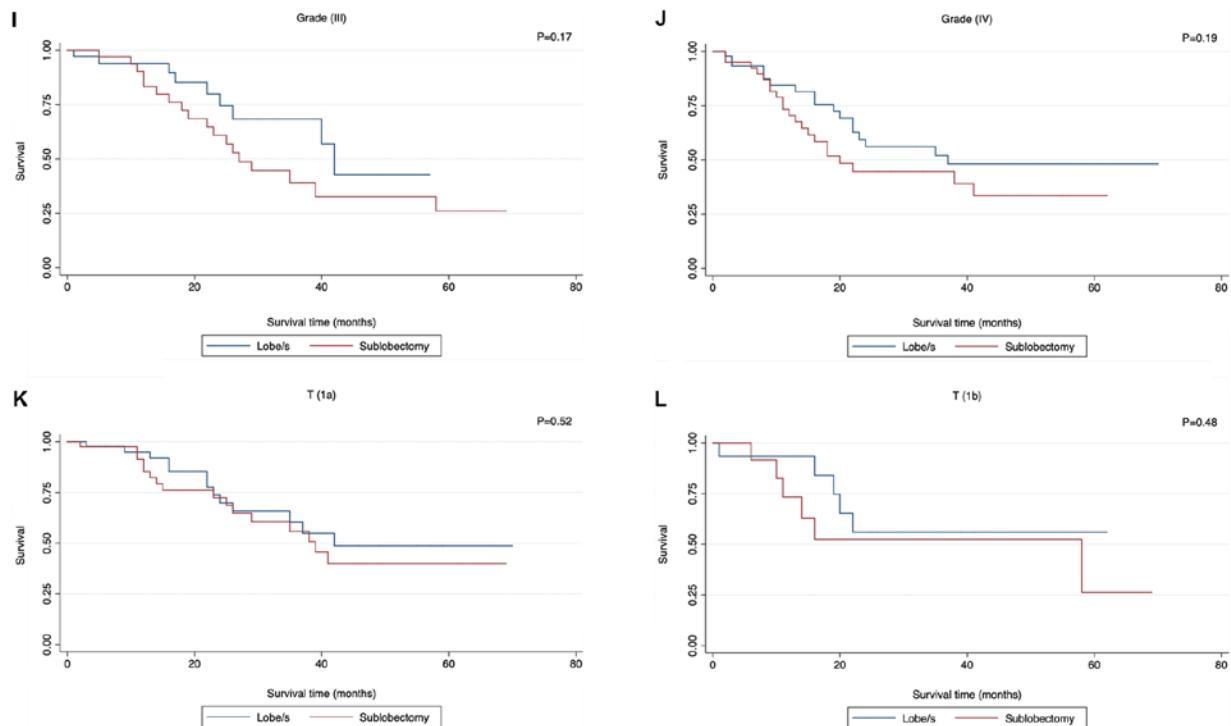 I
Grade (III)
P=0.17
Survival
1.00
0.75
0.50
0.25
0.00
0 20 40 60 80
Survival time (months)
Lobe/s Sublobectomy
J
Grade (IV)
P=0.19
Survival
1.00
0.75
0.50
0.25
0.00
0 20 40 60 80
Survival time (months)
Lobe/s Sublobectomy
K
T (1a)
P=0.52
Survival
1.00
0.75
0.50
0.25
0.00
0 20 40 60 80
Survival time (months)
Lobe/s Sublobectomy
L
T (1b)
P=0.48
Survival
1.00
0.75
0.50
0.25
0.00
0 20 40 60 80
Survival time (months)
Lobe/s Sublobectomy